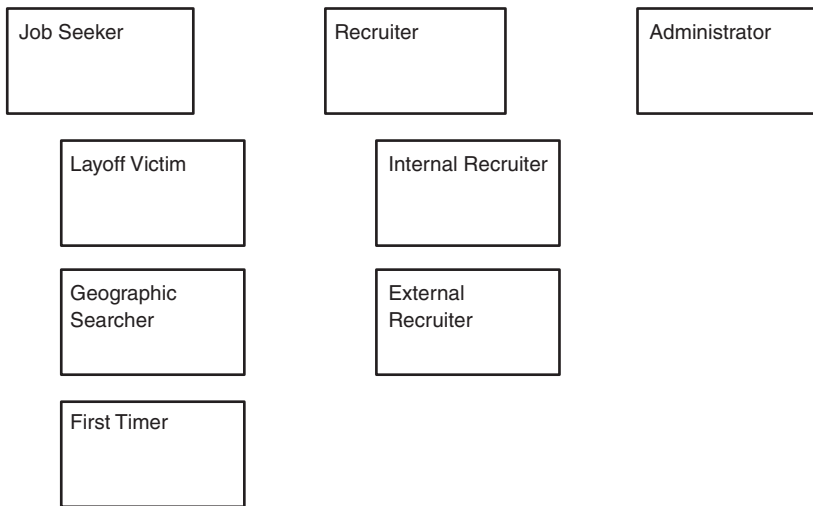 Job Seeker
Recruiter
Administrator
Layoff Victim
Internal Recruiter
Geographic
Searcher
External
Recruiter
First Timer